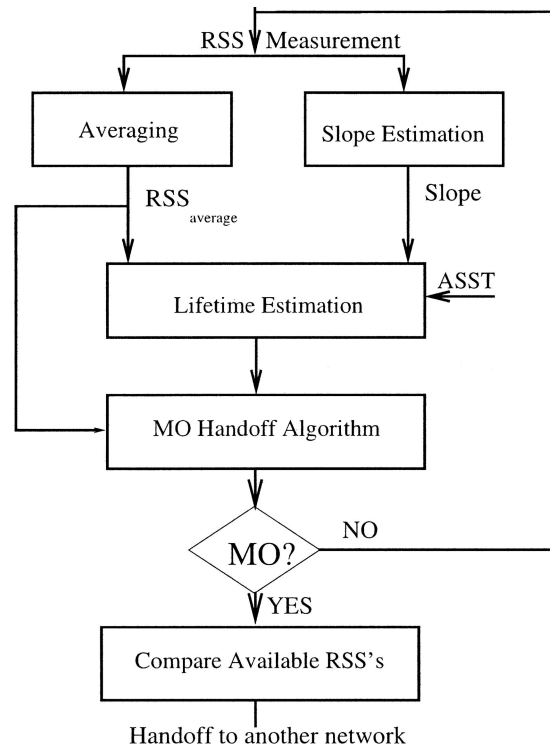 RSS Measurement
Averaging
Slope Estimation
RSS average
Slope
ASST
Lifetime Estimation
MO Handoff Algorithm
MO?
NO
YES
Compare Available RSS's
Handoff to another network